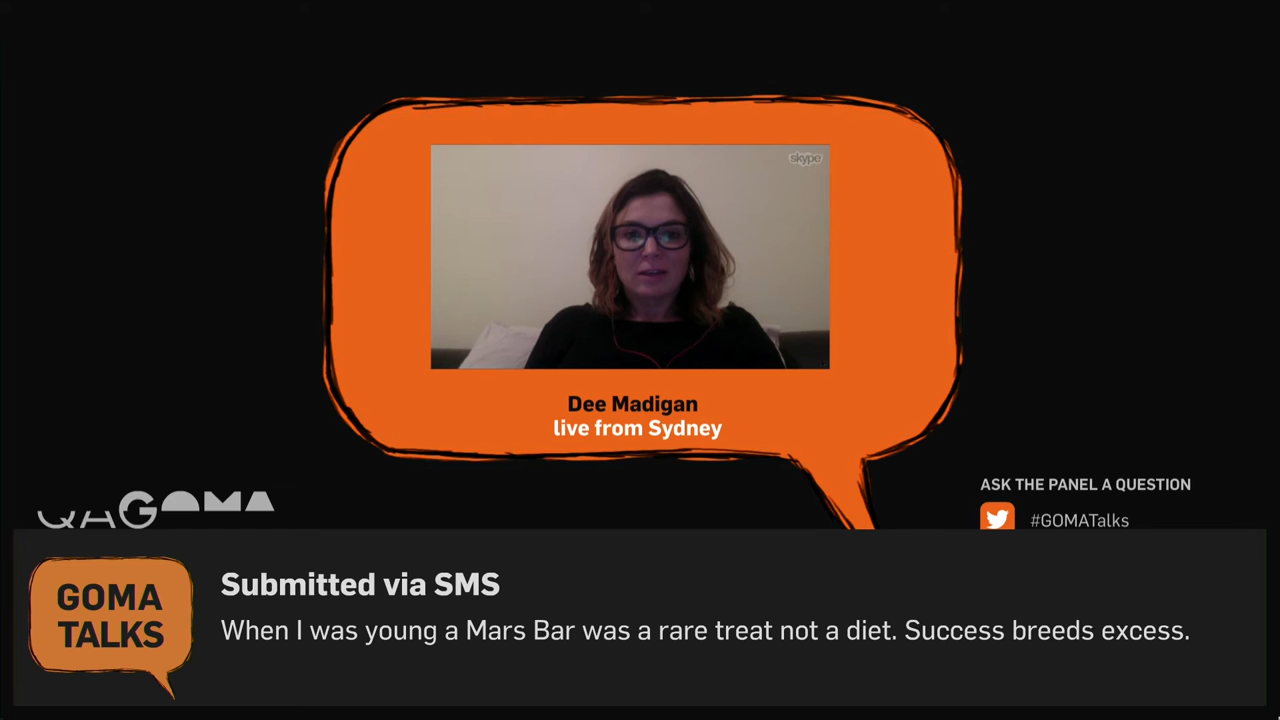 skype
Dee Madigan
live from Sydney
ASK THE PANEL A QUESTION
#GOMATalks
QAGOMA
GOMA
TALKS
Submitted via SMS
When I was young a Mars Bar was a rare treat not a diet. Success breeds excess.